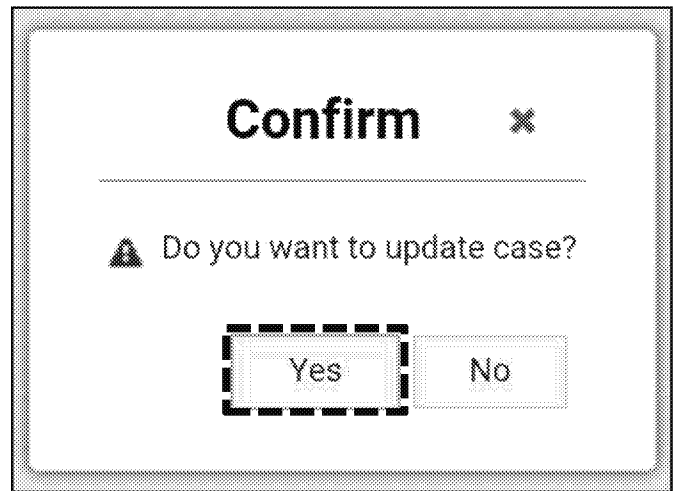 Confirm ×
Do you want to update case?
Yes No